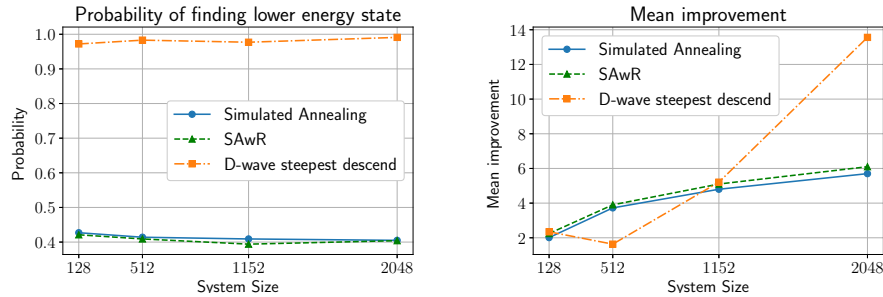 Probability of finding lower energy state
1.0
0.9
0.8
0.7
0.6
0.5
0.4
Probability
Simulated Annealing
SAwR
D-wave steepest descend
128
512
1152
2048
System Size
Mean improvement
14
12
10
8
6
4
2
Mean improvement
Simulated Annealing
SAwR
D-wave steepest descend
128
512
1152
2048
System Size